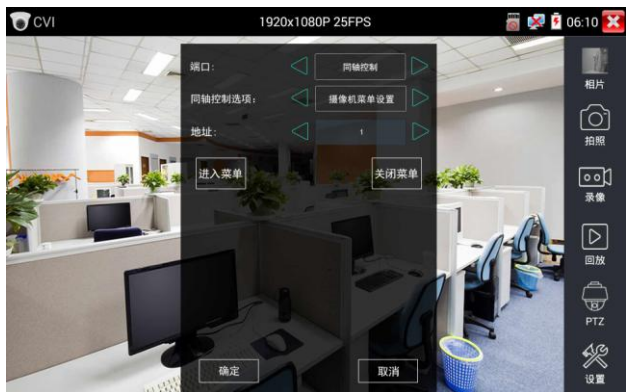 CVI 1920x1080P 25FPS 06:10
端口: 同轴控制
同轴控制选项: 摄像机菜单设置
地址: 1
进入菜单 关闭菜单
确定 取消
相片
拍照
录像
回放
PTZ
设置